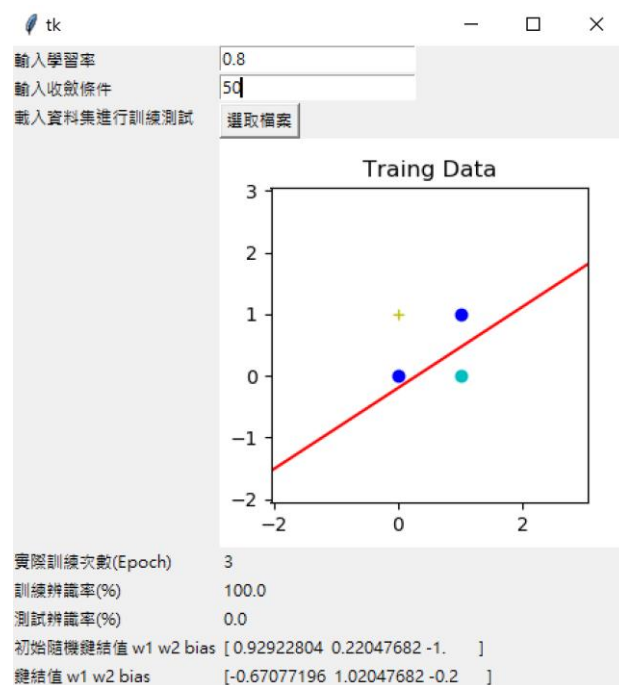 tk
輸入學習率 0.8
輸入收斂條件 50
載入資料集進行訓練測試 選取檔案
Traing Data
3
2
1
0
−1
−2
−2 0 2
實際訓練次數(Epoch) 3
訓練辨識率(%) 100.0
測試辨識率(%) 0.0
初始隨機鍵結值 w1 w2 bias [ 0.92922804 0.22047682 -1. ]
鍵結值 w1 w2 bias [-0.67077196 1.02047682 -0.2 ]